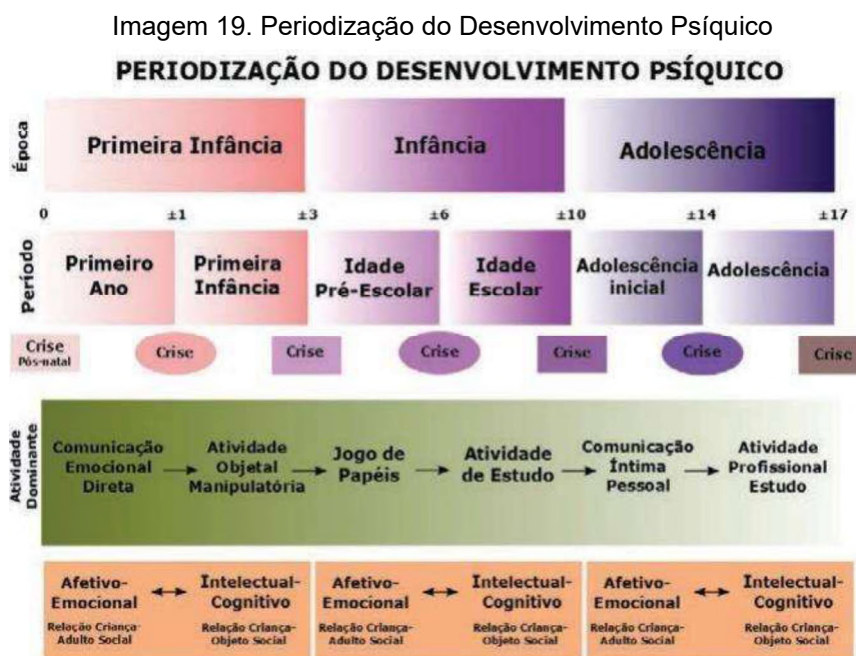 Imagem 19. Periodização do Desenvolvimento Psíquico
PERIODIZAÇÃO DO DESENVOLVIMENTO PSÍQUICO
Época
Primeira Infância
Infância
Adolescência
0 ±1 ±3 ±6 ±10 ±14 ±17
Período
Primeiro
Ano
Primeira
Infância
Idade
Pré-Escolar
Idade
Escolar
Adolescência
inicial
Adolescência
Crise
Pós-natal
Crise
Crise
Crise
Crise
Crise
Crise
Atividade
Dominante
Comunicação
Emocional
Direta
Atividade
Objetal
Manipulatória
Jogo de
Papéis
Atividade
de Estudo
Comunicação
Íntima
Pessoal
Atividade
Profissional
Estudo
Afetivo-
Emocional
Relação Criança-
Adulto Social
Intelectual-
Cognitivo
Relação Criança-
Objeto Social
Afetivo-
Emocional
Relação Criança-
Adulto Social
Intelectual-
Cognitivo
Relação Criança-
Objeto Social
Afetivo-
Emocional
Relação Criança-
Adulto Social
Intelectual-
Cognitivo
Relação Criança-
Objeto Social